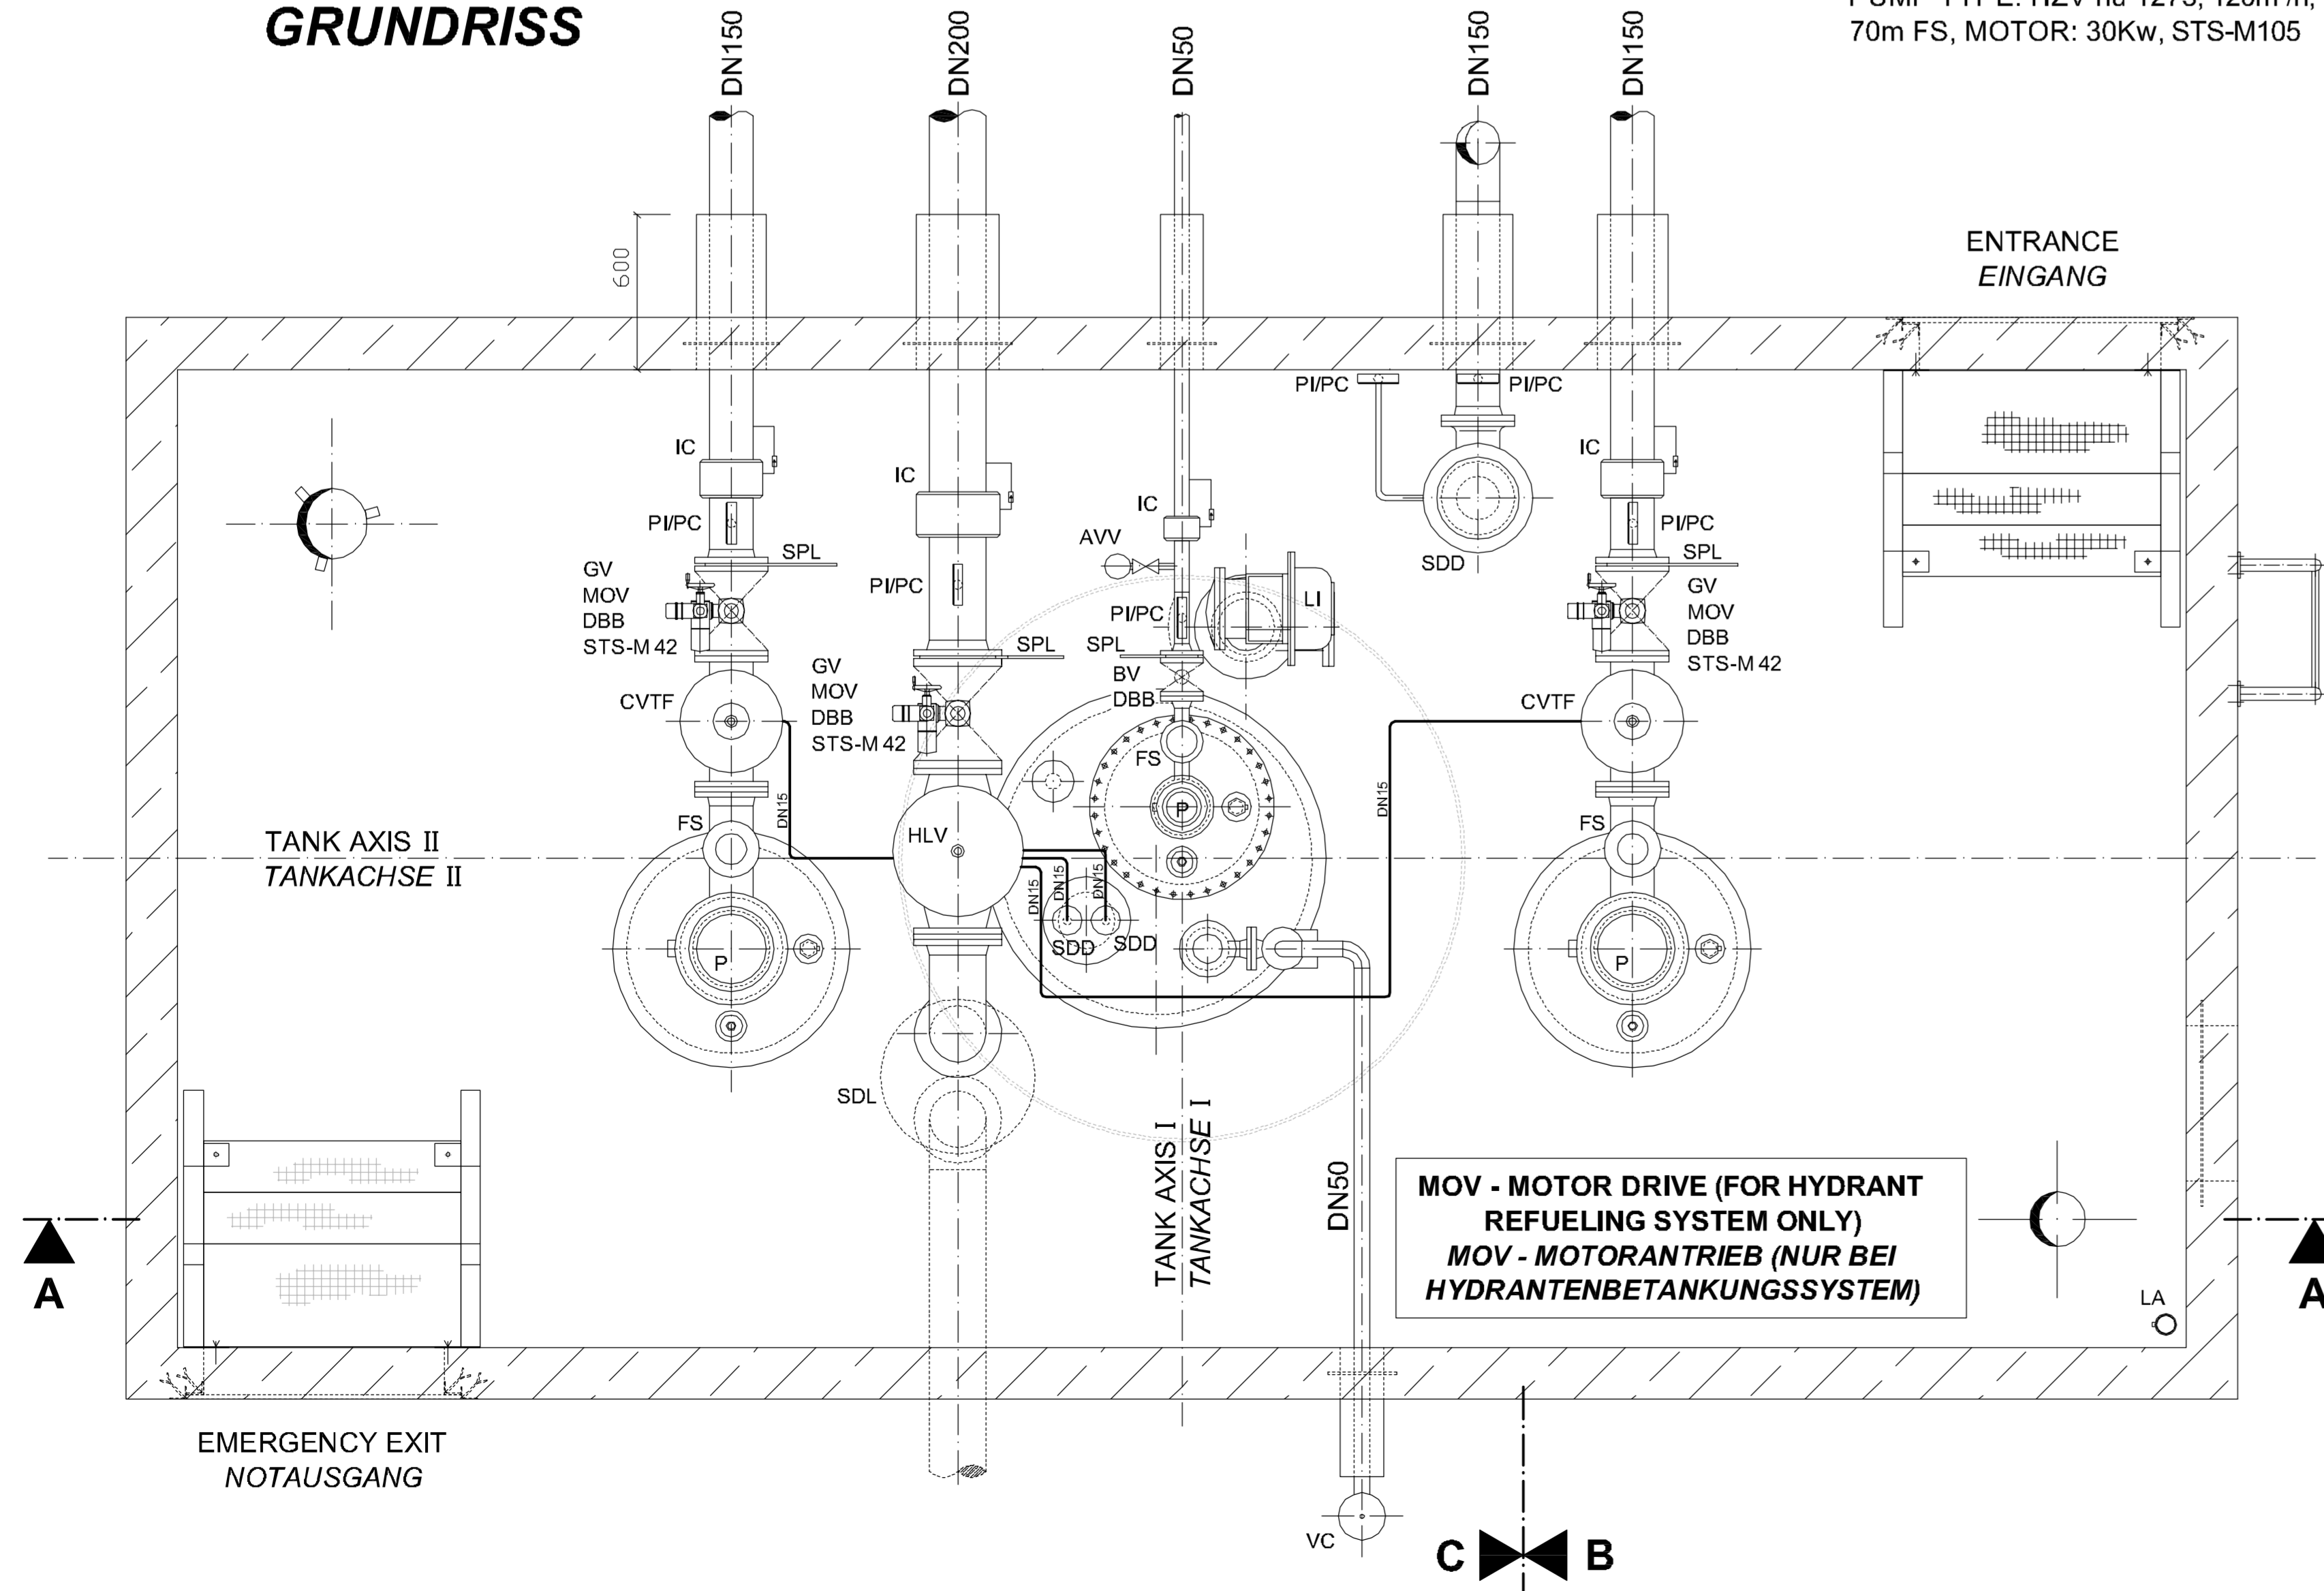 GRUNDRISS
DN150
DN200
DN50
DN150
DN150
70m FS, MOTOR: 30Kw, STS-M105
600
ENTRANCE
EINGANG
PI/PC
PI/PC
IC
IC
IC
IC
PI/PC
SPL
AVV
SDD
PI/PC
SPL
GV
MOV
DBB
STS-M 42
PI/PC
PI/PC
LI
GV
MOV
DBB
STS-M 42
SPL
SPL
GV
MOV
DBB
STS-M 42
BV
DBB
CVTF
CVTF
FS
DN15
DN15
P
FS
HLV
FS
TANK AXIS II
TANKACHSE II
DN15
DN15
DN15
SDD
SDD
P
P
SDL
TANK AXIS I
TANKACHSE I
DN50
MOV - MOTOR DRIVE (FOR HYDRANT
REFUELING SYSTEM ONLY)
MOV - MOTORANTRIEB (NUR BEI
HYDRANTENBETANKUNGSSYSTEM)
A
A
LA
EMERGENCY EXIT
NOTAUSGANG
VC
C
B